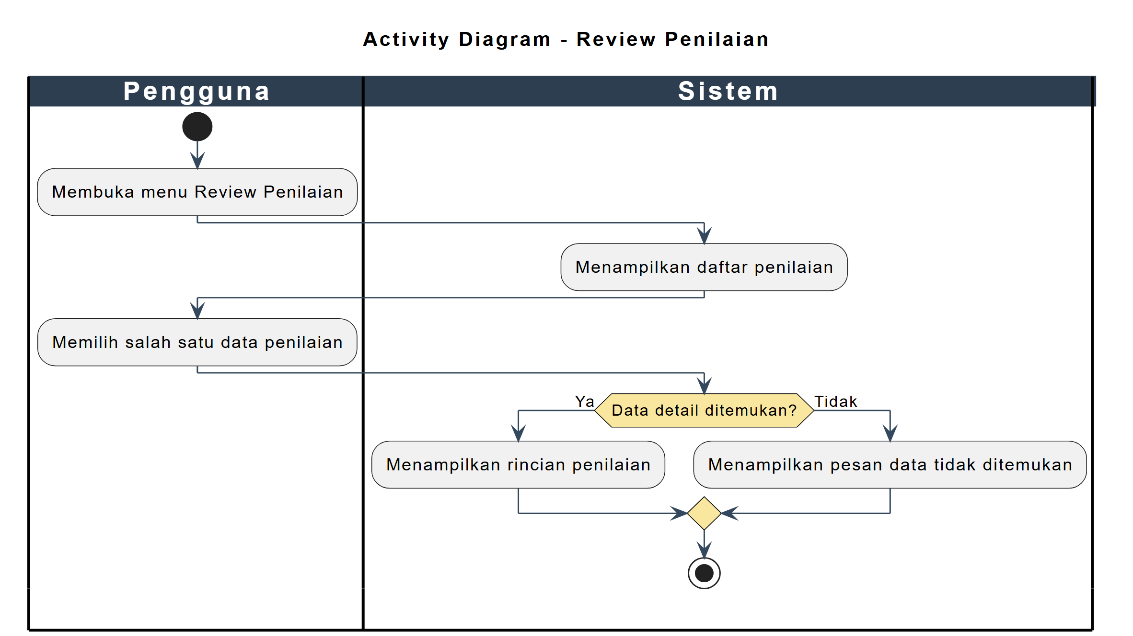 Activity Diagram - Review Penilaian
Pengguna
Sistem
Membuka menu Review Penilaian
Menampilkan daftar penilaian
Memilih salah satu data penilaian
Ya
Data detail ditemukan?
Tidak
Menampilkan rincian penilaian
Menampilkan pesan data tidak ditemukan